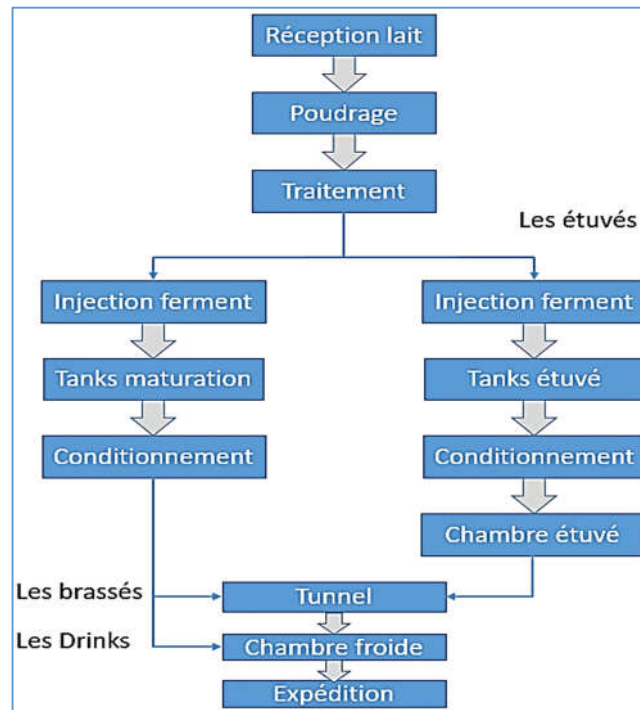 Réception lait
Poudrage
Traitement
Les étuvés
Injection ferment
Injection ferment
Tanks maturation
Tanks étuvé
Conditionnement
Conditionnement
Chambre étuvé
Les brassés
Tunnel
Les Drinks
Chambre froide
Expédition